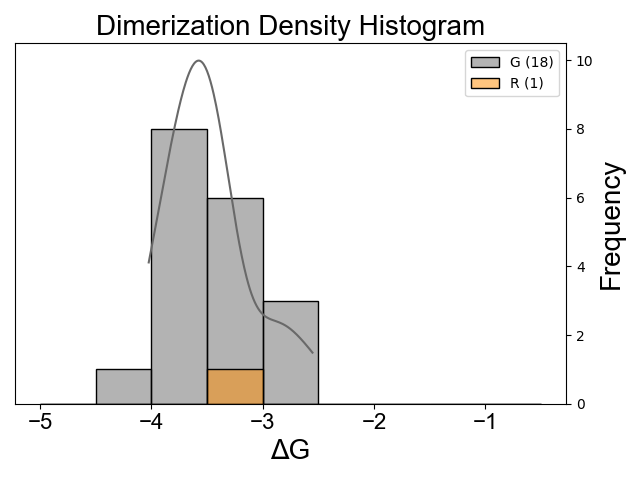 Dimerization Density Histogram
G (18)
R (1)
10
8
6
4
2
0
Frequency
−5 −4 −3 −2 −1
ΔG